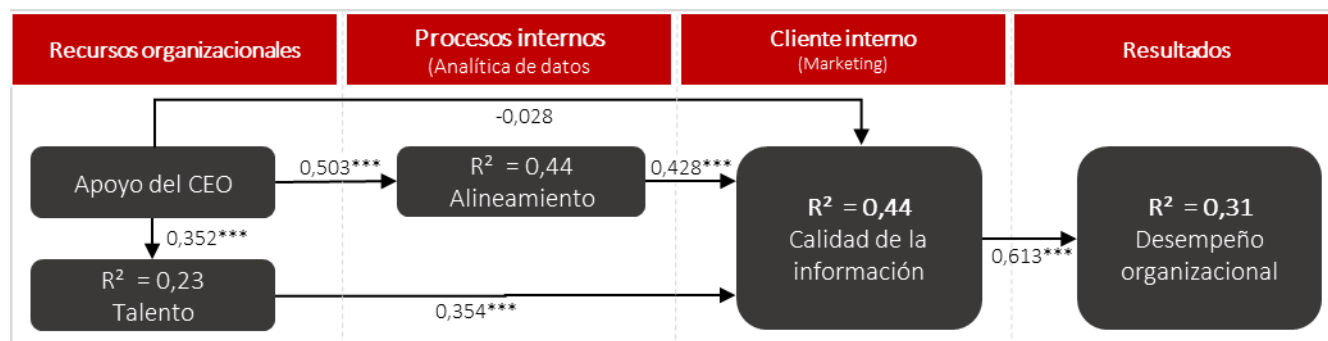 Recursos organizacionales
Procesos internos
(Analítica de datos
Cliente interno
(Marketing)
Resultados
-0,028
Apoyo del CEO
0,503***
R² = 0,44
Alineamiento
0,428***
R² = 0,44
Calidad de la
información
R² = 0,31
Desempeño
organizacional
0,352***
0,613***
R² = 0,23
Talento
0,354***